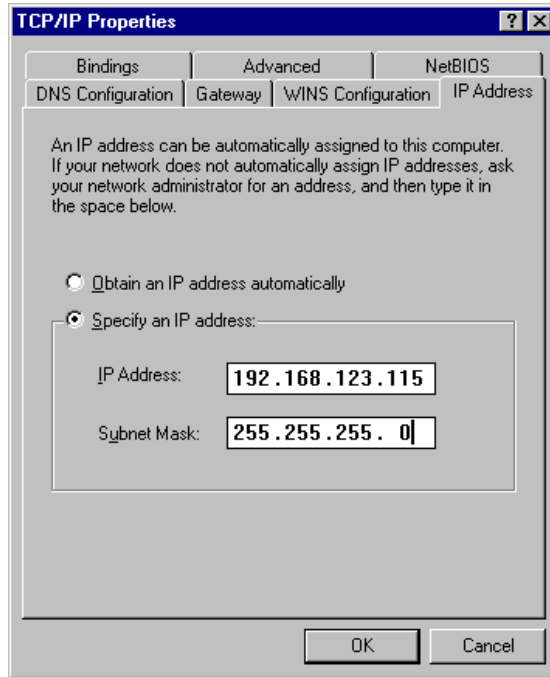 TCP/IP Properties
? ×
Bindings Advanced NetBIOS
DNS Configuration Gateway WINS Configuration IP Address
An IP address can be automatically assigned to this computer.
If your network does not automatically assign IP addresses, ask
your network administrator for an address, and then type it in
the space below.
Obtain an IP address automatically
Specify an IP address:
IP Address: 192.168.123.115
Subnet Mask: 255.255.255. 0
OK Cancel